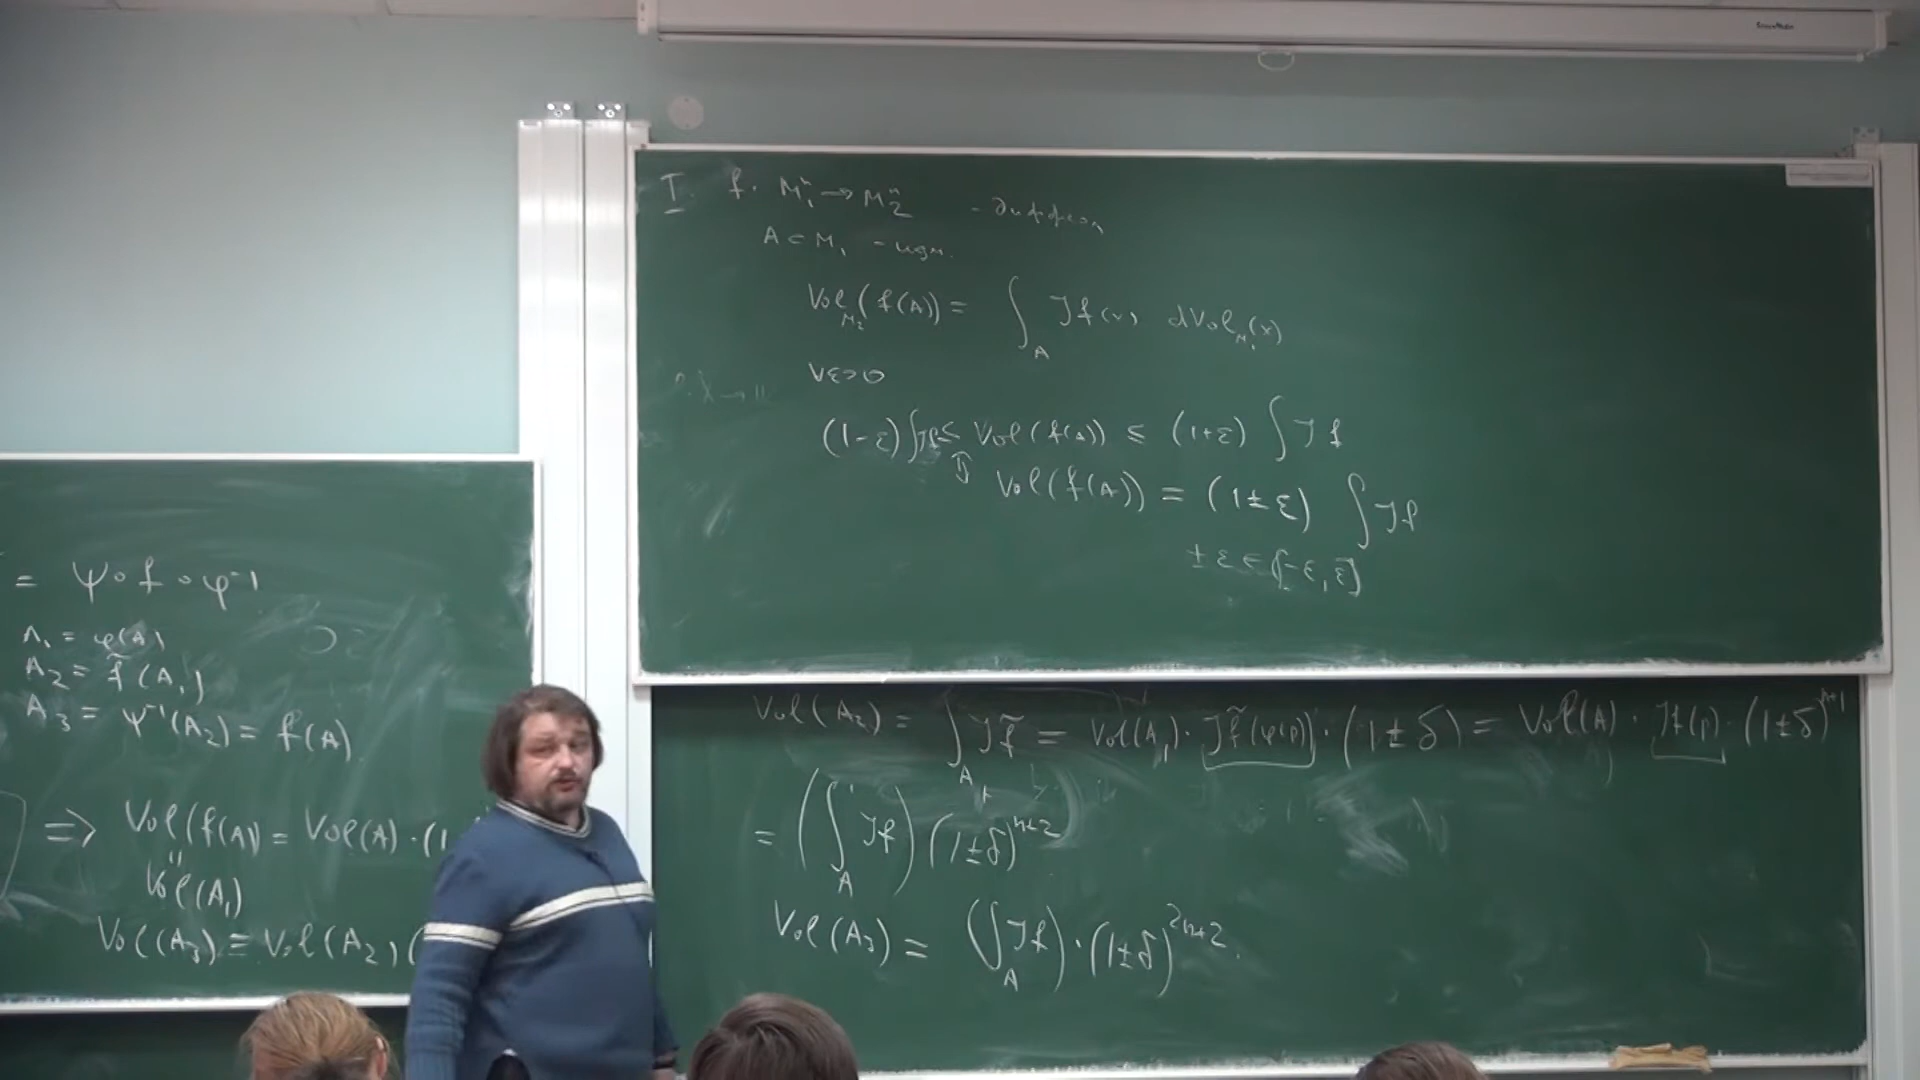 I. f: M₁ⁿ → M₂ⁿ - диффеом
A ⊂ M₁ - изм.
Vol_{M₂}(f(A)) = ∫_A Jf(x) dVol_{M₁}(x)
∀ε>0
(1-ε)∫Jf ≤ Vol(f(A)) ≤ (1+ε) ∫Jf
⇕
Vol(f(A)) = (1±ε) ∫Jf
±ε ∈ [-ε, ε]
= ψ∘f∘φ⁻¹
A₁ = φ(A)
A₂ = f̃(A₁)
A₃ = ψ⁻¹(A₂) = f(A)
⇒ Vol(f(A) = Vol(A)·(1
"
Vol(A₁)
Vol(A₃) = Vol(A₂)(
Vol(A₂) = ∫_{A₁} Jf̃ = Vol(A₁)·Jf̃(φ(p))·(1±δ) = Vol(A)·Jf(p)·(1±δ)ⁿ⁺¹
= (∫_A Jf)(1±δ)ⁿ⁺²
Vol(A₃) = (∫_A Jf)·(1±δ)²ⁿ⁺².